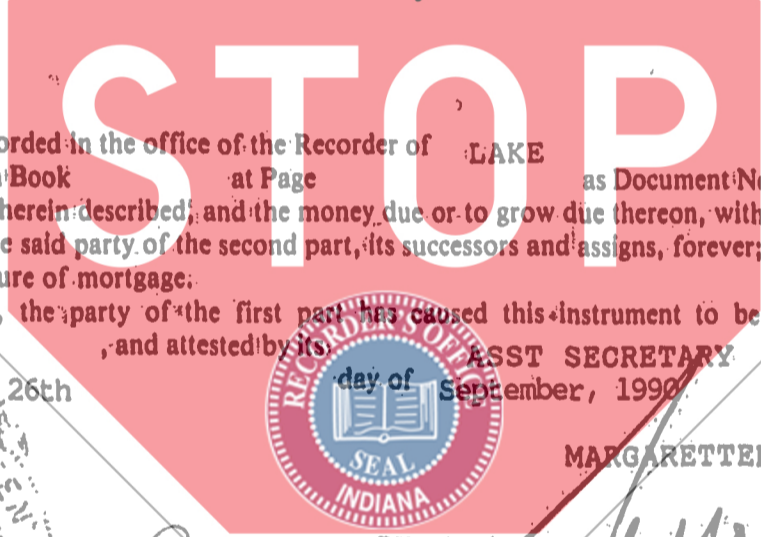 STOP
orded in the office of the Recorder of LAKE
Book at Page as Document No
herein described, and the money due or to grow due thereon, with
e said party of the second part, its successors and assigns, forever;
ure of mortgage.
the party of the first part has caused this instrument to be
, and attested by its, ASST SECRETARY
26th day of September, 1990
MARGARETTE
RECORDER'S OFFICE
SEAL
INDIANA